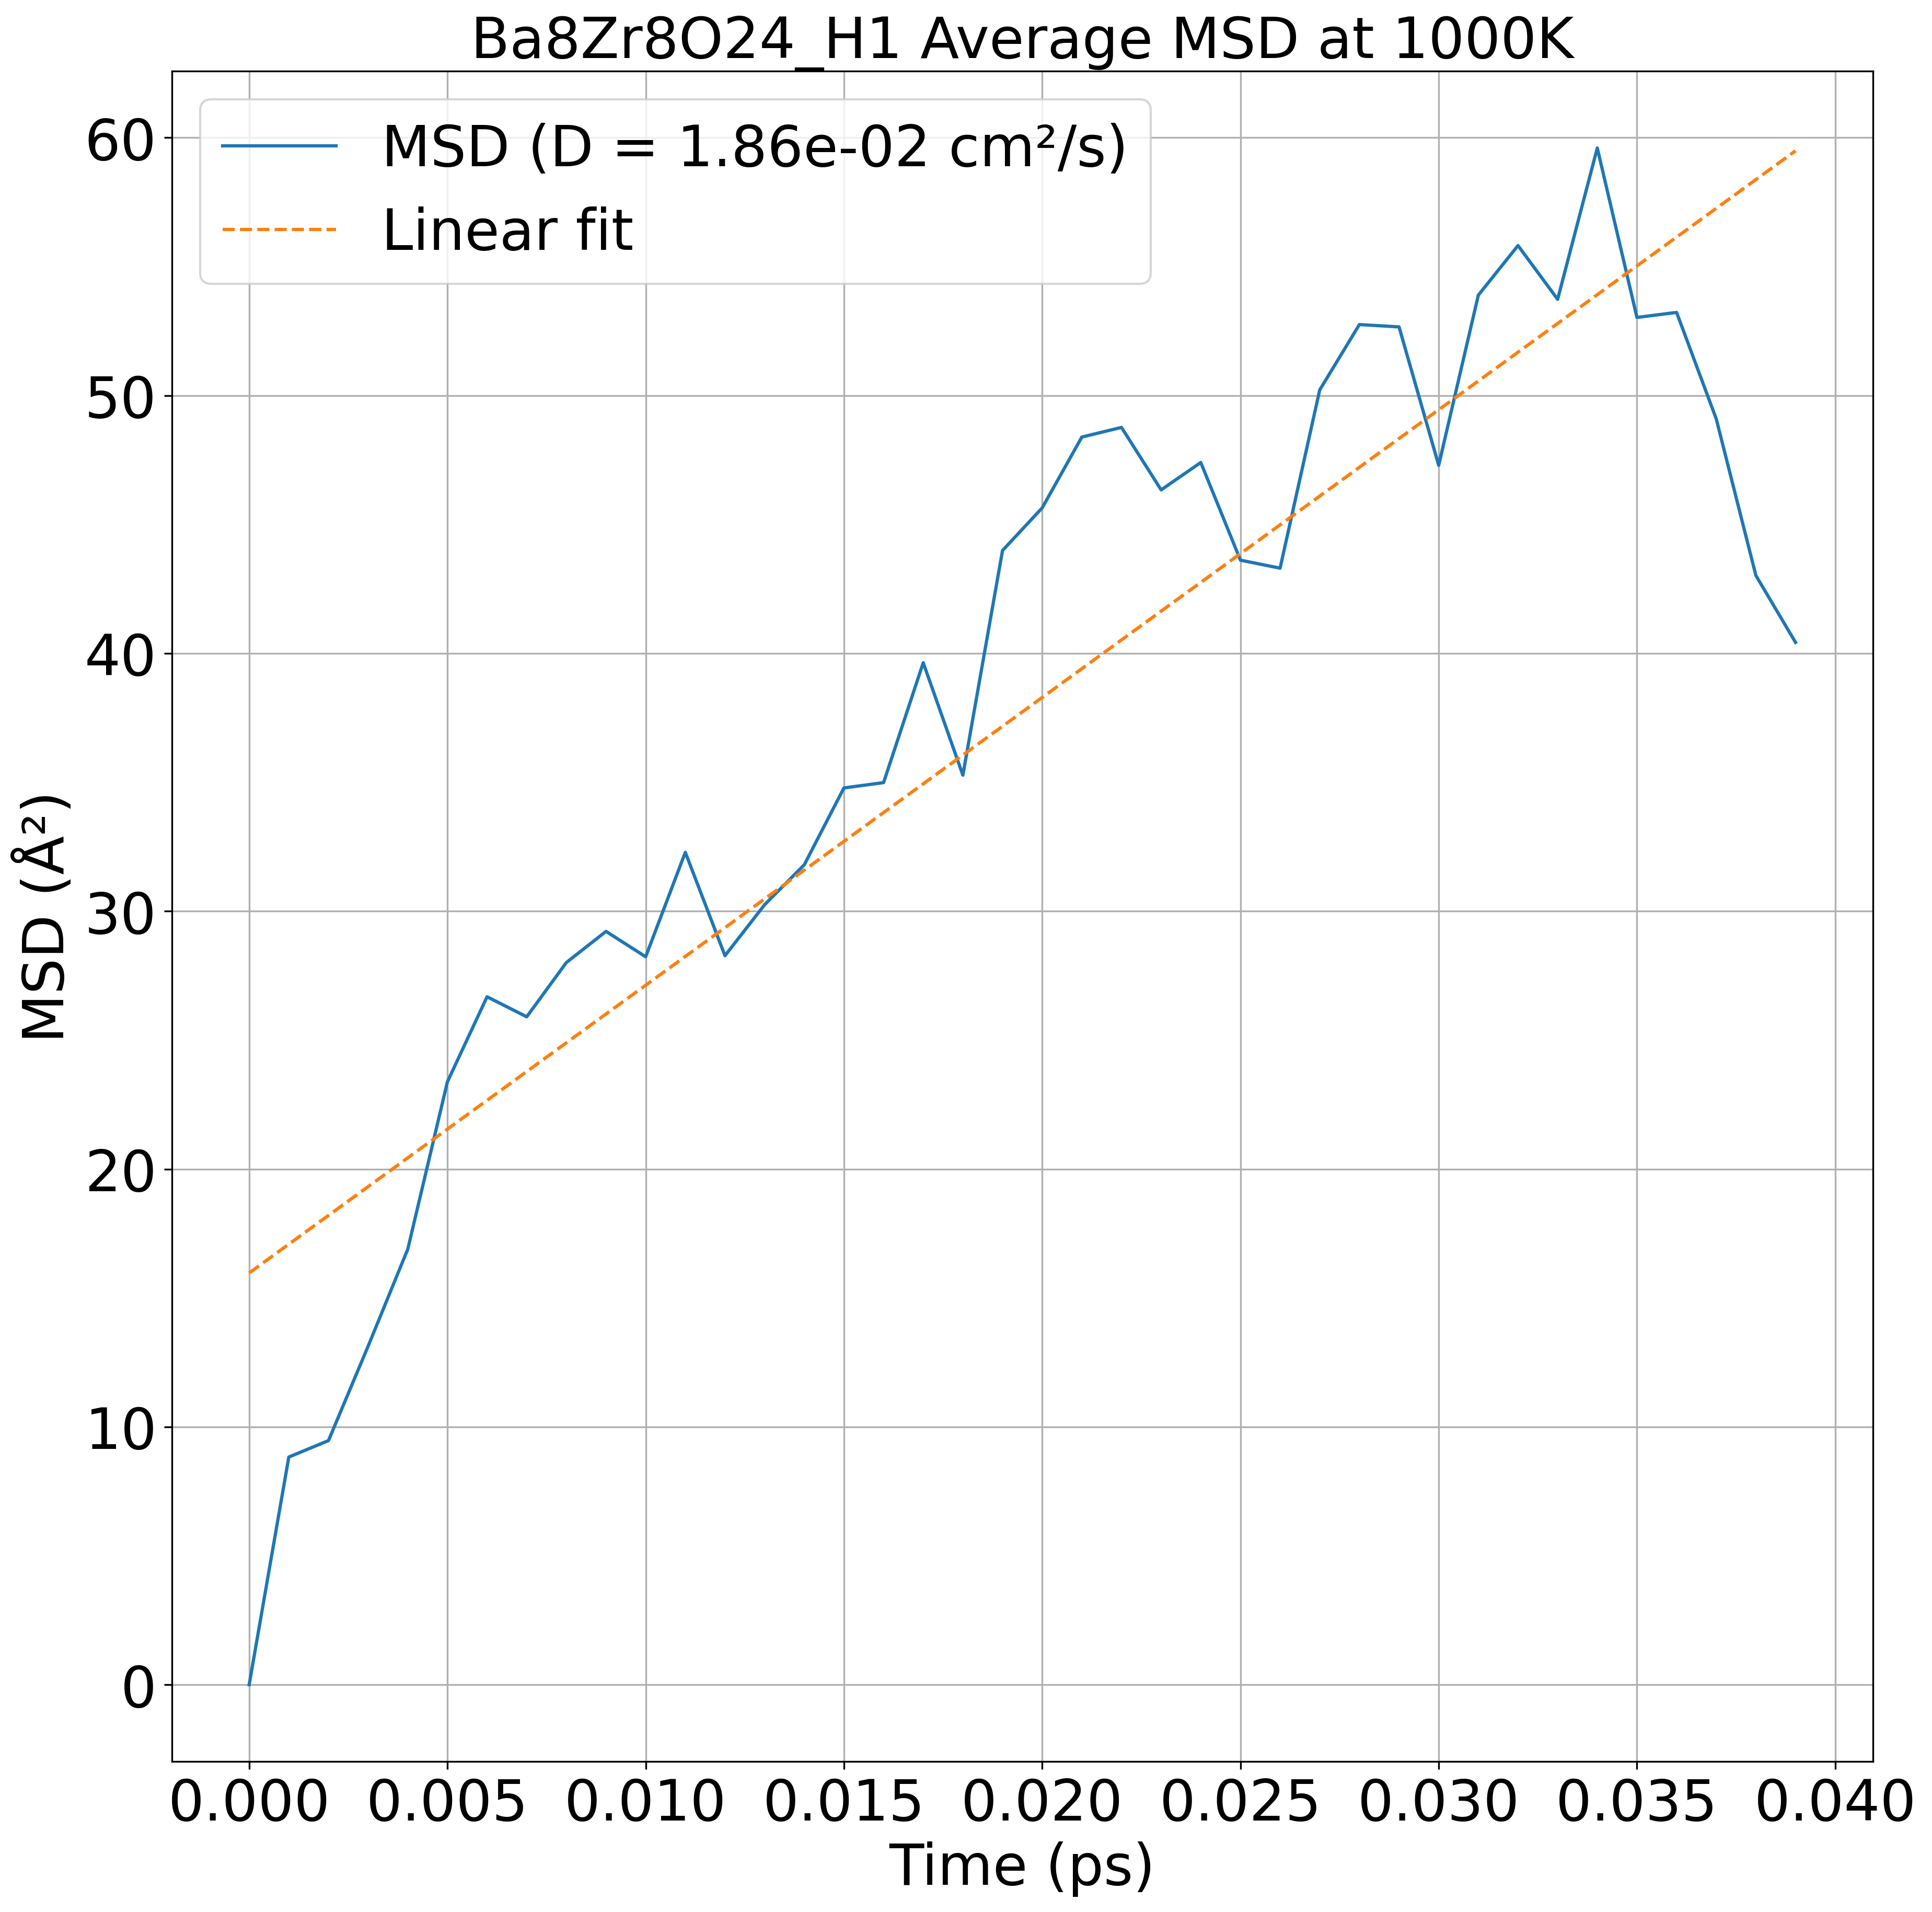 Ba8Zr8O24_H1 Average MSD at 1000K
MSD (D = 1.86e-02 cm²/s)
Linear fit
60
50
40
30
20
10
0
MSD (Å²)
0.000 0.005 0.010 0.015 0.020 0.025 0.030 0.035 0.040
Time (ps)